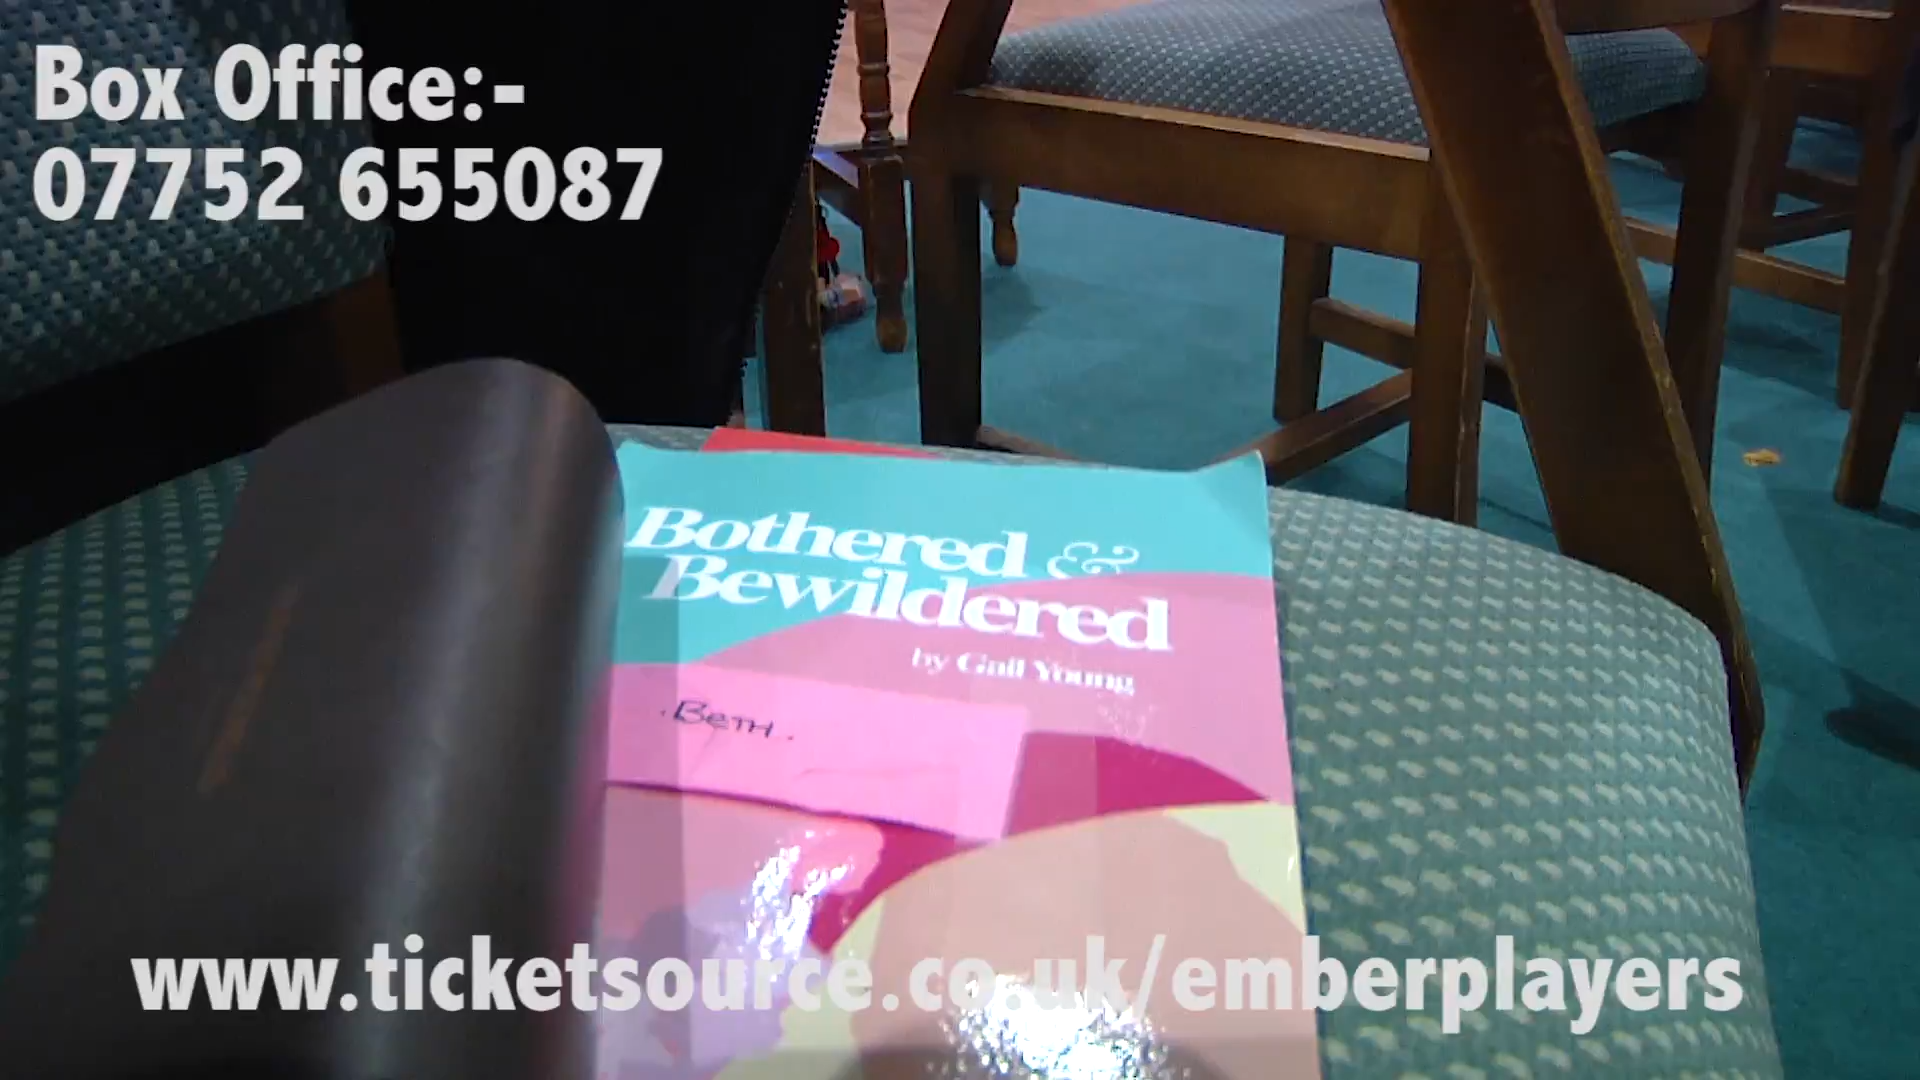 Box Office:-
07752 655087
Bothered &
Bewildered
by Gail Young
.BETH.
www.ticketsource.co.uk/emberplayers